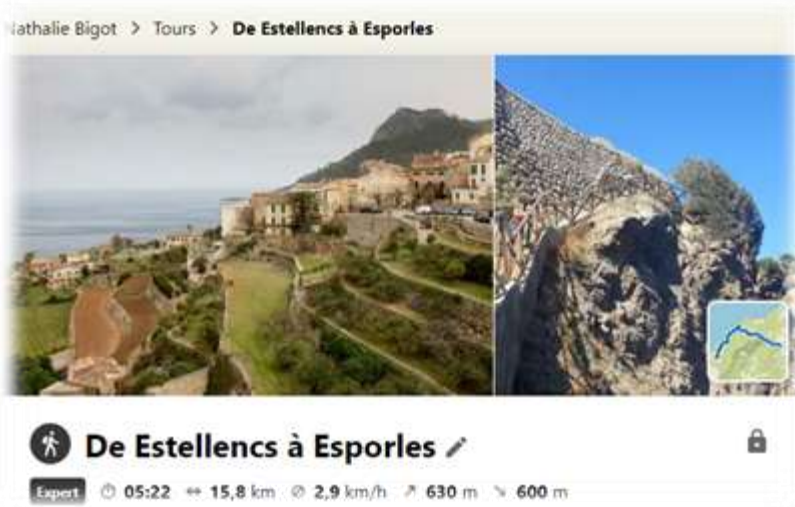 Nathalie Bigot > Tours > De Estellencs à Esporles
De Estellencs à Esporles
Expert 05:22 15,8 km 2,9 km/h 630 m 600 m